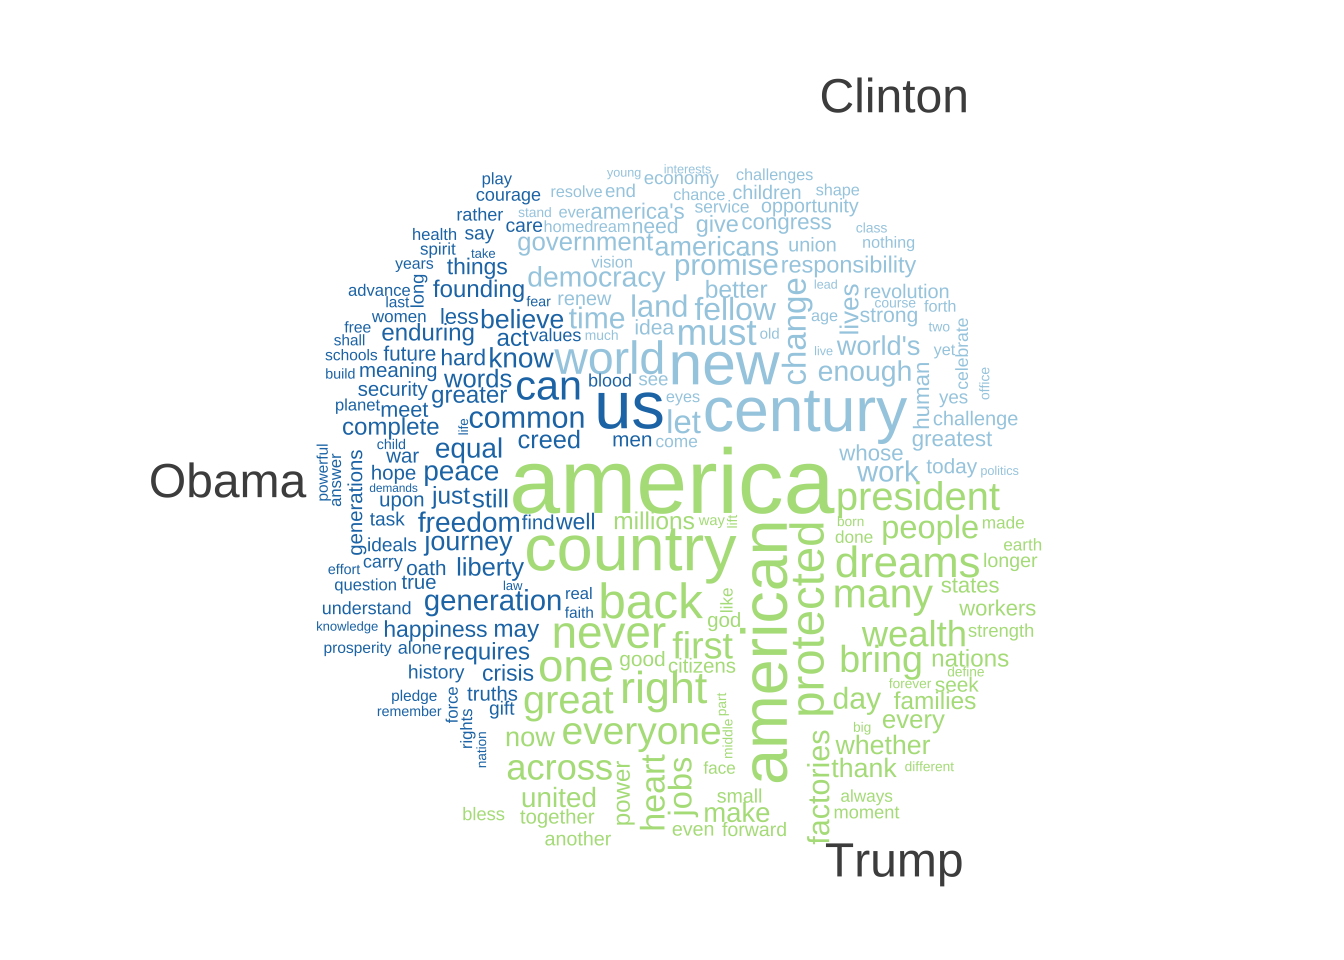 Clinton
young interests
play economy challenges
courage resolve end chance children shape
rather stand ever america's service opportunity
health say care homedream need give congress class
spirit take government americans union nothing
years things vision promise responsibility
advance long founding democracy better change lead revolution
last fear renew land fellow lives course forth
women less believe time idea must age strong two
free enduring act values much old
shall know world new live world's yet celebrate
schools future hard
build meaning words can blood see enough human office
security greater us eyes century yes
planet meet common let challenge
complete life creed men come greatest
child equal whose
powerful answer war peace america work today politics
Obama
hope demands
generations upon just still president
task freedom find well millions way lift born people made
ideals journey country american protected done earth
effort carry oath liberty dreams longer
question true law back many states
understand generation real faith like god workers
knowledge happiness may never first wealth strength
prosperity alone requires one good citizens bring nations
history crisis right define
pledge truths great part day forever seek
remember force gift families
rights everyone middle big every
nation now whether
across heart jobs face factories thank different
united power small always
bless together make moment
another even forward
Trump